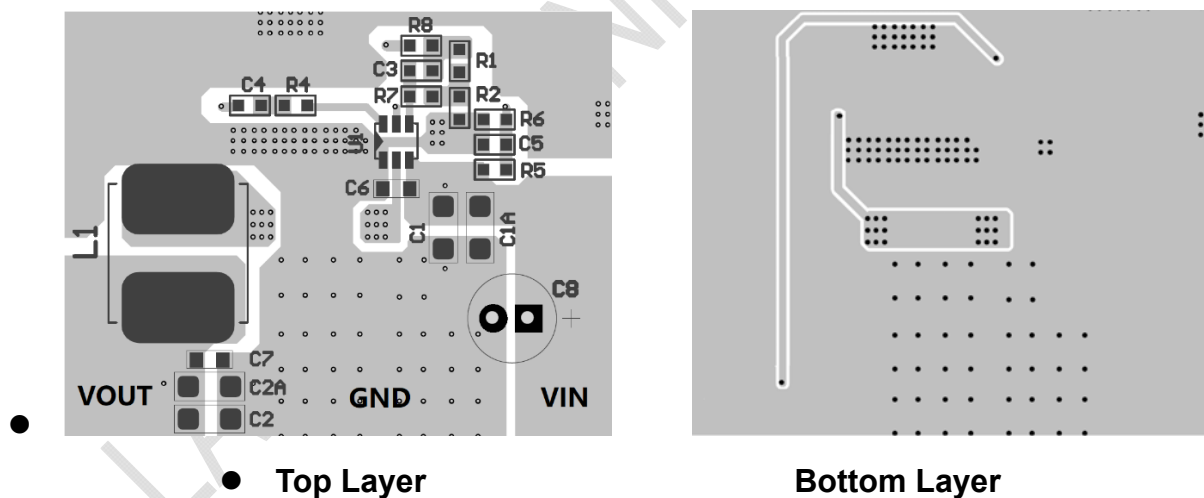 R8
C3
R1
C4 R4
R7
R2
R6
U1
C5
R5
C6
C1
C1A
L1
C8
+
C7
VOUT
C2A
GND
VIN
C2
● Top Layer
Bottom Layer